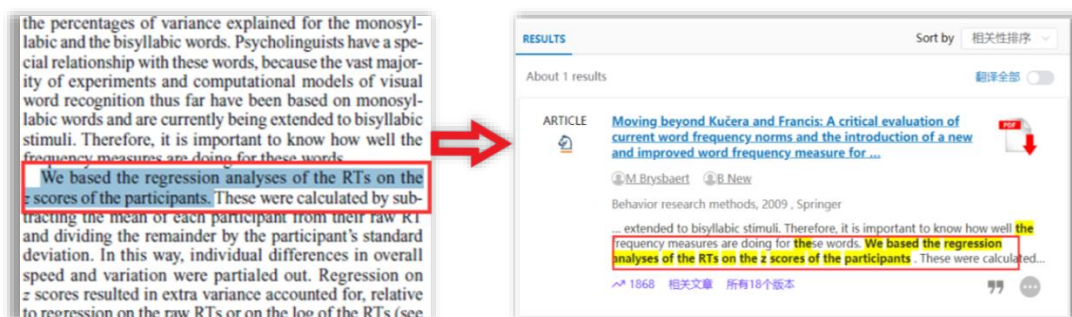 the percentages of variance explained for the monosyl-
labic and the bisyllabic words. Psycholinguists have a spe-
cial relationship with these words, because the vast major-
ity of experiments and computational models of visual
word recognition thus far have been based on monosyl-
labic words and are currently being extended to bisyllabic
stimuli. Therefore, it is important to know how well the
frequency measures are doing for these words.
We based the regression analyses of the RTs on the
z scores of the participants. These were calculated by sub-
tracting the mean of each participant from their raw RT
and dividing the remainder by the participant's standard
deviation. In this way, individual differences in overall
speed and variation were partialed out. Regression on
z scores resulted in extra variance accounted for, relative
to regression on the raw RTs or on the log of the RTs (see
RESULTS
Sort by 相关性排序
About 1 results
翻译全部
ARTICLE
Moving beyond Kučera and Francis: A critical evaluation of
current word frequency norms and the introduction of a new
and improved word frequency measure for ...
PDF
M Brysbaert B New
Behavior research methods, 2009 , Springer
... extended to bisyllabic stimuli. Therefore, it is important to know how well the
frequency measures are doing for these words. We based the regression
analyses of the RTs on the z scores of the participants . These were calculated...
1868 相关文章 所有18个版本